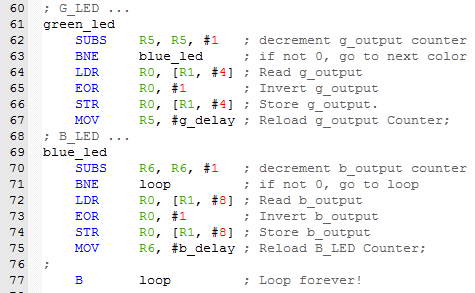 60 ; G_LED ...
61 green_led
62 SUBS R5, R5, #1 ; decrement g_output counter
63 BNE blue_led ; if not 0, go to next color
64 LDR R0, [R1, #4] ; Read g_output
65 EOR R0, #1 ; Invert g_output
66 STR R0, [R1, #4] ; Store g_output.
67 MOV R5, #g_delay ; Reload g_output Counter;
68 ; B_LED ...
69 blue_led
70 SUBS R6, R6, #1 ; decrement b_output counter
71 BNE loop ; if not 0, go to loop
72 LDR R0, [R1, #8] ; Read b_output
73 EOR R0, #1 ; Invert b_output
74 STR R0, [R1, #8] ; Store b_output
75 MOV R6, #b_delay ; Reload B_LED Counter;
76 ;
77 B loop ; Loop forever!